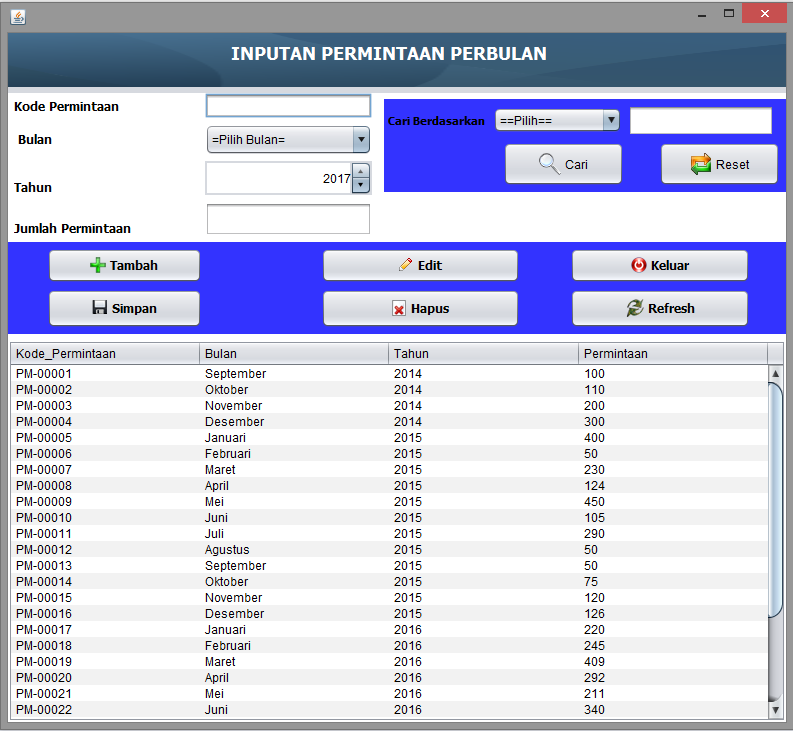 INPUTAN PERMINTAAN PERBULAN
Kode Permintaan
Cari Berdasarkan ==Pilih==
Bulan =Pilih Bulan=
Cari Reset
Tahun 2017
Jumlah Permintaan
Tambah Edit Keluar
Simpan Hapus Refresh
Kode_Permintaan Bulan Tahun Permintaan
PM-00001 September 2014 100
PM-00002 Oktober 2014 110
PM-00003 November 2014 200
PM-00004 Desember 2014 300
PM-00005 Januari 2015 400
PM-00006 Februari 2015 50
PM-00007 Maret 2015 230
PM-00008 April 2015 124
PM-00009 Mei 2015 450
PM-00010 Juni 2015 105
PM-00011 Juli 2015 290
PM-00012 Agustus 2015 50
PM-00013 September 2015 50
PM-00014 Oktober 2015 75
PM-00015 November 2015 120
PM-00016 Desember 2015 126
PM-00017 Januari 2016 220
PM-00018 Februari 2016 245
PM-00019 Maret 2016 409
PM-00020 April 2016 292
PM-00021 Mei 2016 211
PM-00022 Juni 2016 340